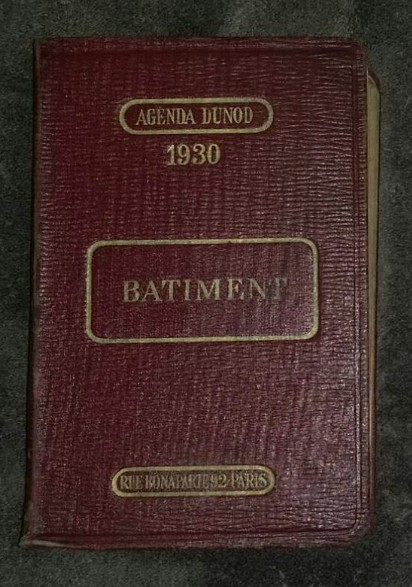 AGENDA DUNOD
1930
BATIMENT
RUE BONAPARTE 92-PARIS